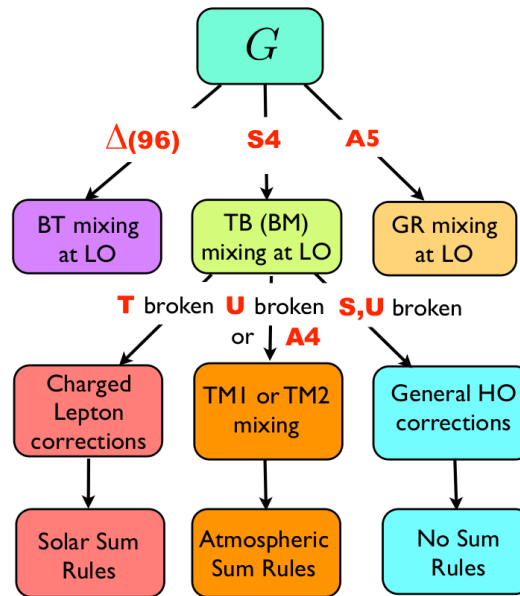 G
Δ(96) S4 A5
BT mixing
at LO
TB (BM)
mixing at LO
GR mixing
at LO
T broken U broken S,U broken
or A4
Charged
Lepton
corrections
TM1 or TM2
mixing
General HO
corrections
Solar Sum
Rules
Atmospheric
Sum Rules
No Sum
Rules